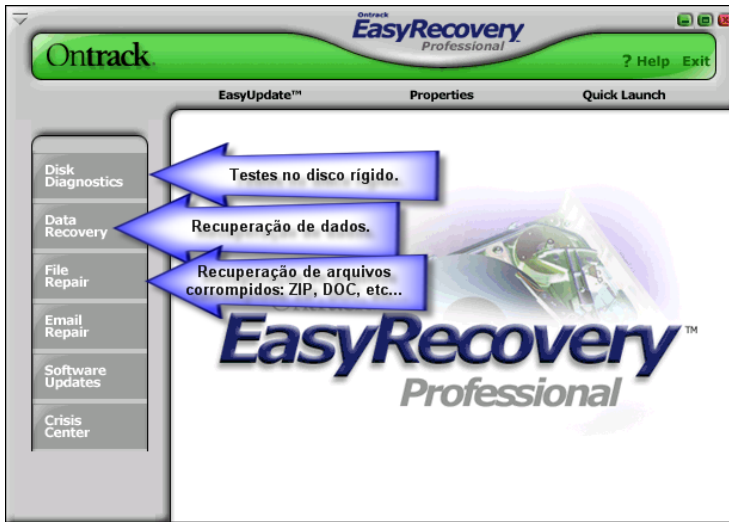 Ontrack
EasyRecovery
Professional
Ontrack.
? Help Exit
EasyUpdate™ Properties Quick Launch
Disk
Diagnostics
Testes no disco rígido.
Data
Recovery
Recuperação de dados.
File
Repair
Recuperação de arquivos
corrompidos: ZIP, DOC, etc...
Email
Repair
Software
Updates
Crisis
Center
EasyRecovery™
Professional